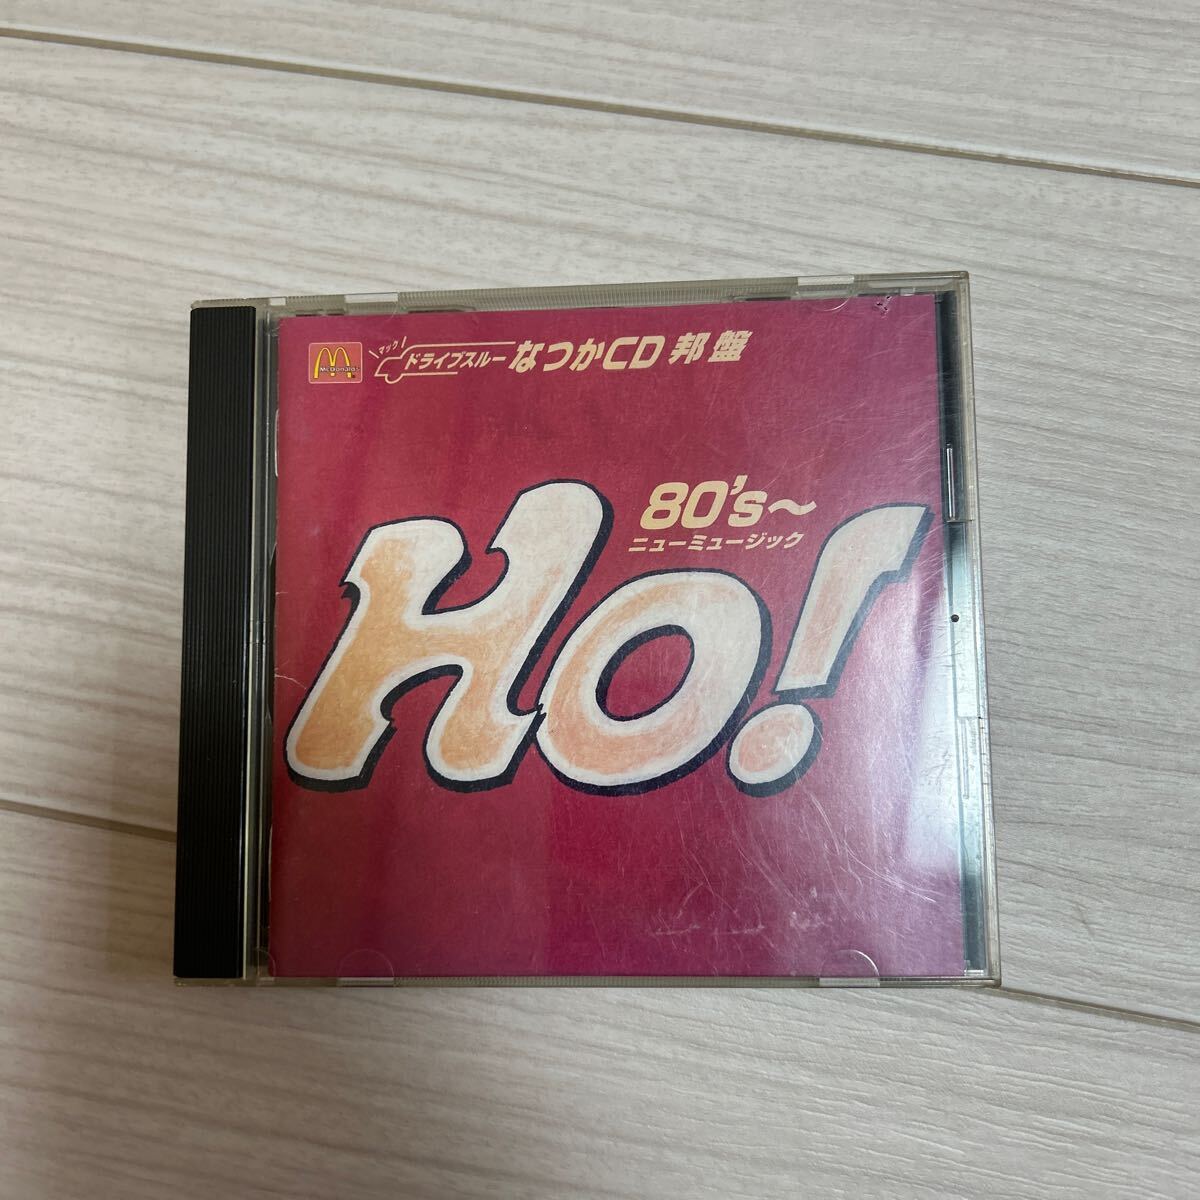 McDonald's
マック
ドライブスルー なつかCD 邦盤
80's～
ニューミュージック
Ho!